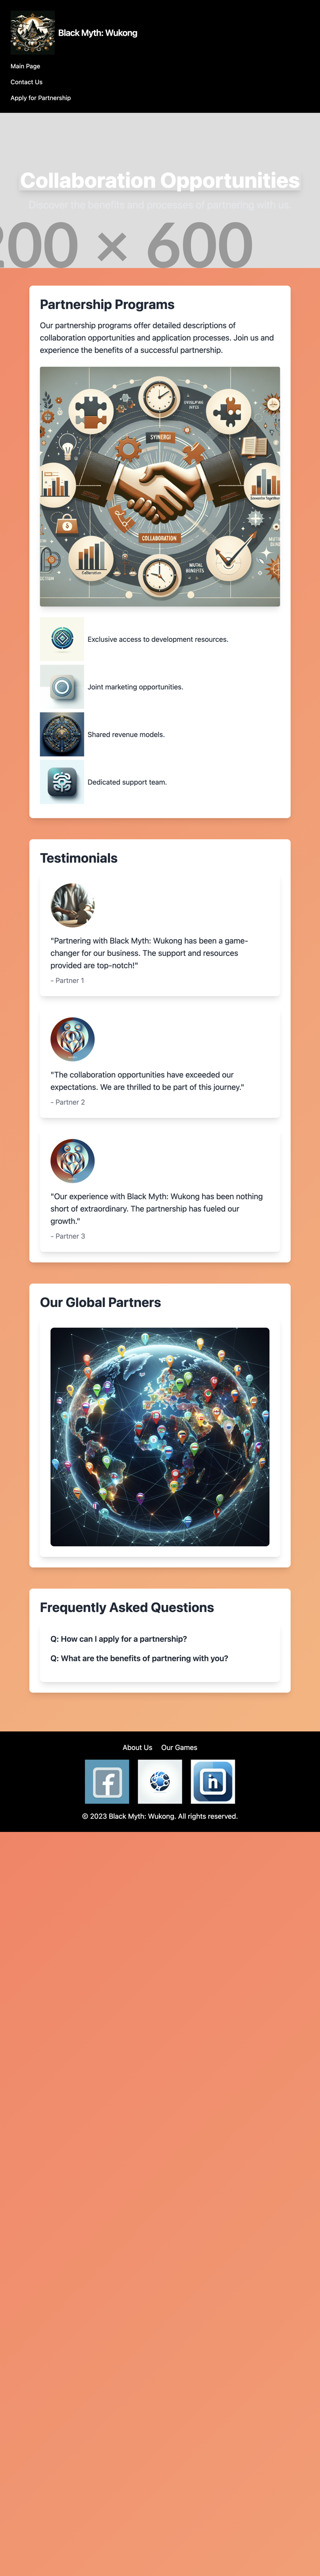 Black Myth: Wukong
Main Page
Contact Us
Apply for Partnership
Collaboration Opportunities
Discover the benefits and processes of partnering with us.
200 × 600
Partnership Programs
Our partnership programs offer detailed descriptions of
collaboration opportunities and application processes. Join us and
experience the benefits of a successful partnership.
SYINERGI
COLLABORATION
MUTAL
BENEFITS
Exclusive access to development resources.
Joint marketing opportunities.
Shared revenue models.
Dedicated support team.
Testimonials
"Partnering with Black Myth: Wukong has been a game-
changer for our business. The support and resources
provided are top-notch!"
- Partner 1
"The collaboration opportunities have exceeded our
expectations. We are thrilled to be part of this journey."
- Partner 2
"Our experience with Black Myth: Wukong has been nothing
short of extraordinary. The partnership has fueled our
growth."
- Partner 3
Our Global Partners
Frequently Asked Questions
Q: How can I apply for a partnership?
Q: What are the benefits of partnering with you?
About Us Our Games
© 2023 Black Myth: Wukong. All rights reserved.